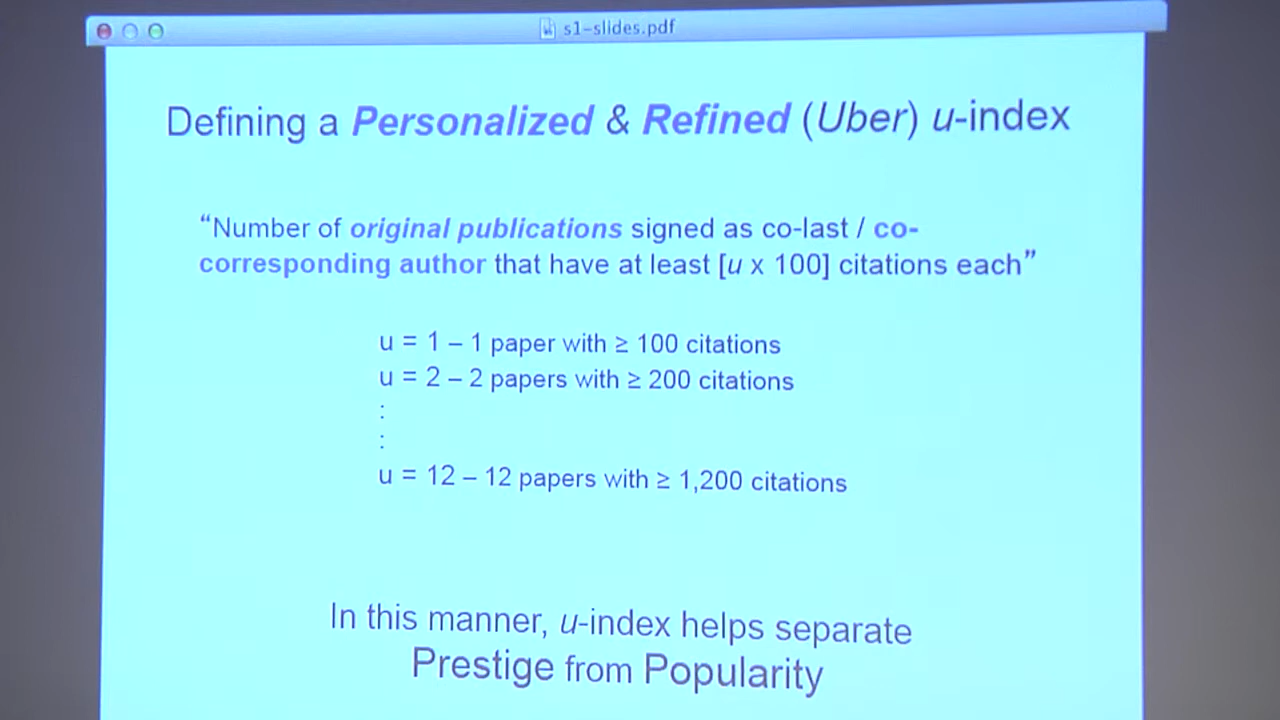 s1-slides.pdf
Defining a Personalized & Refined (Uber) u-index
“Number of original publications signed as co-last / co-
corresponding author that have at least [u x 100] citations each”
u = 1 – 1 paper with ≥ 100 citations
u = 2 – 2 papers with ≥ 200 citations
:
:
u = 12 – 12 papers with ≥ 1,200 citations
In this manner, u-index helps separate
Prestige from Popularity